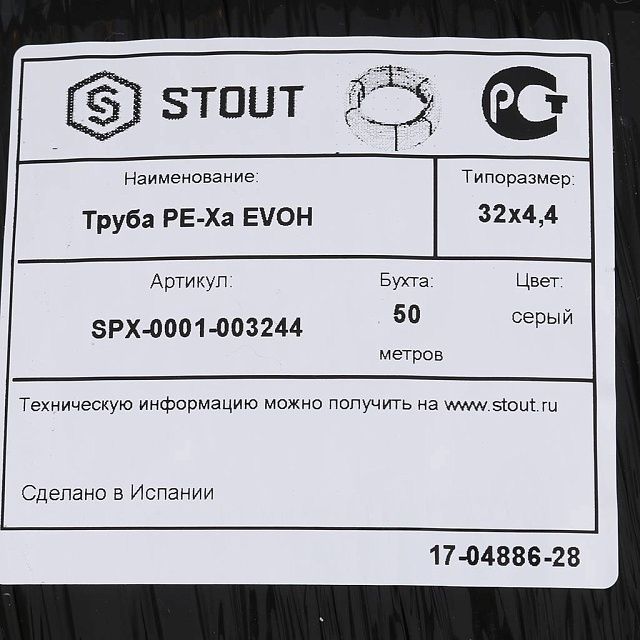 STOUT
РСТ
Наименование:
Типоразмер:
Труба PE-Xa EVOH
32x4,4
Артикул:
Бухта:
Цвет:
SPX-0001-003244
50
серый
метров
Техническую информацию можно получить на www.stout.ru
Сделано в Испании
17-04886-28